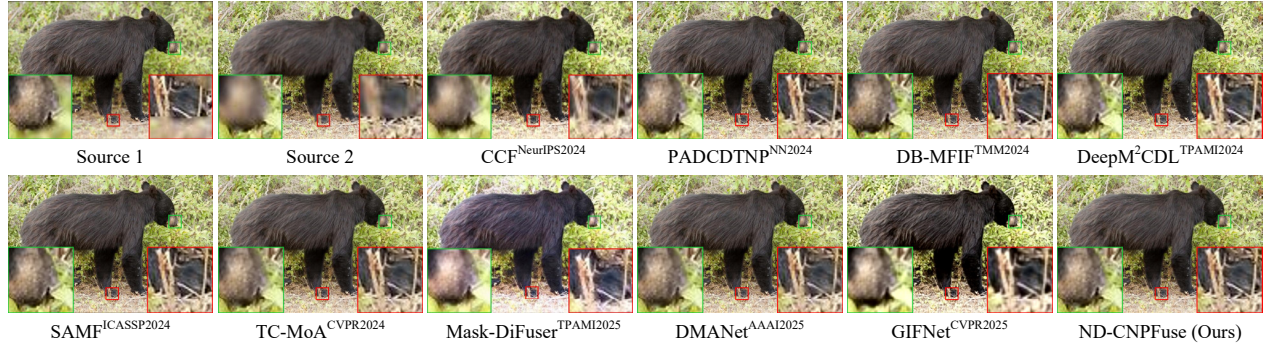 Source 1 Source 2 CCF^NeurIPS2024 PADCDTNP^NN2024 DB-MFIF^TMM2024 DeepM²CDL^TPAMI2024
SAMF^ICASSP2024 TC-MoA^CVPR2024 Mask-DiFuser^TPAMI2025 DMANet^AAAI2025 GIFNet^CVPR2025 ND-CNPFuse (Ours)